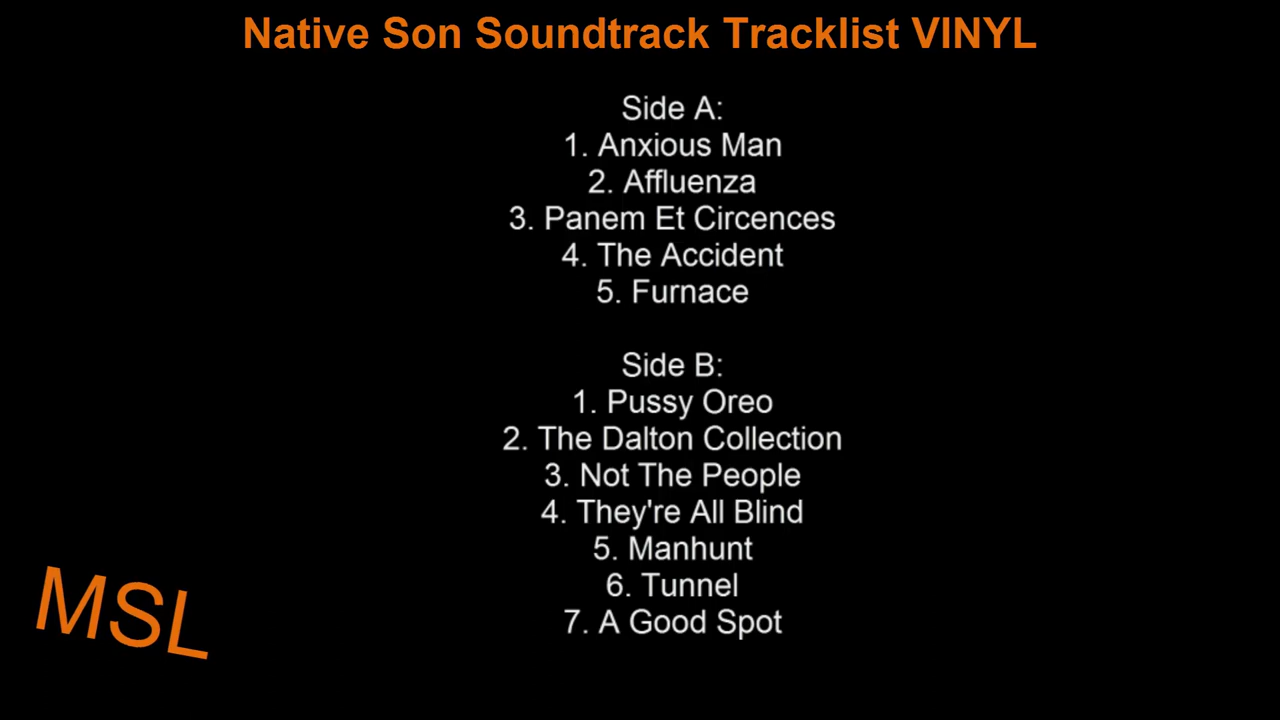 Native Son Soundtrack Tracklist VINYL
Side A:
1. Anxious Man
2. Affluenza
3. Panem Et Circences
4. The Accident
5. Furnace
Side B:
1. Pussy Oreo
2. The Dalton Collection
3. Not The People
4. They're All Blind
5. Manhunt
6. Tunnel
7. A Good Spot
MSL